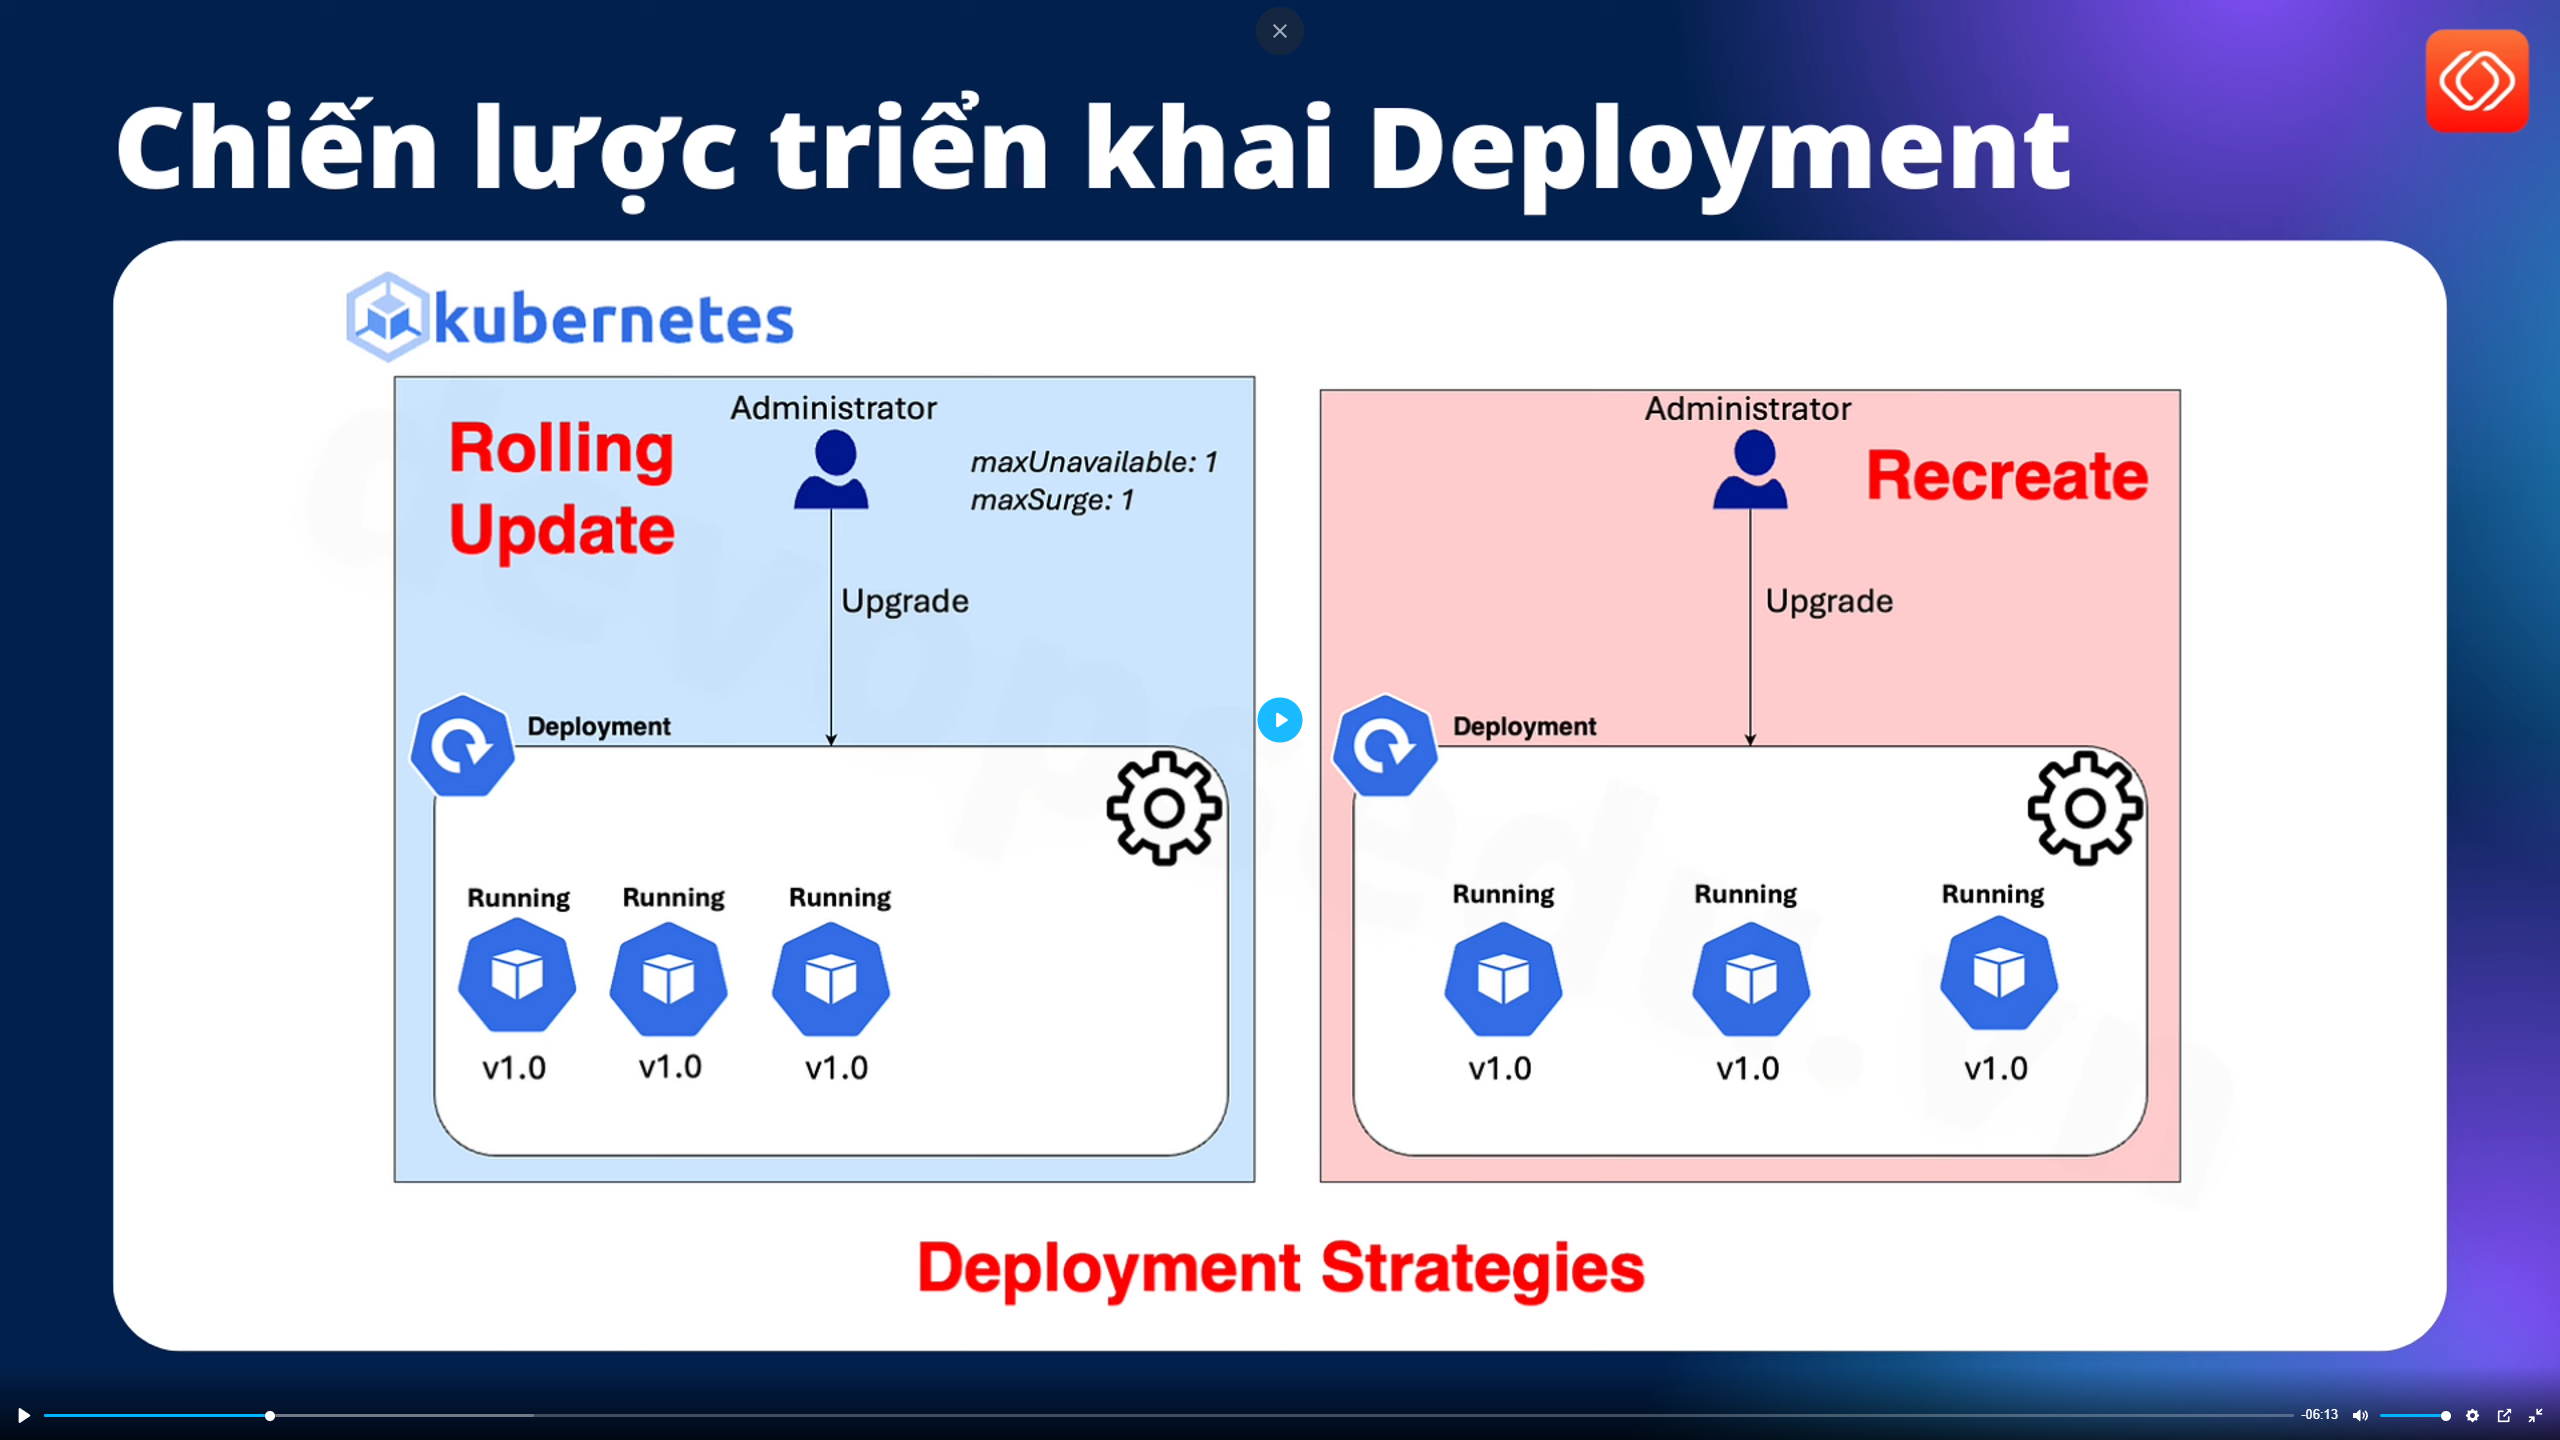 Chiến lược triển khai Deployment
kubernetes
Rolling
Update
Administrator
maxUnavailable: 1
maxSurge: 1
Upgrade
Deployment
Running Running Running
v1.0 v1.0 v1.0
Administrator
Recreate
Upgrade
Deployment
Running Running Running
v1.0 v1.0 v1.0
Deployment Strategies
devopsedu.vn
-06:13